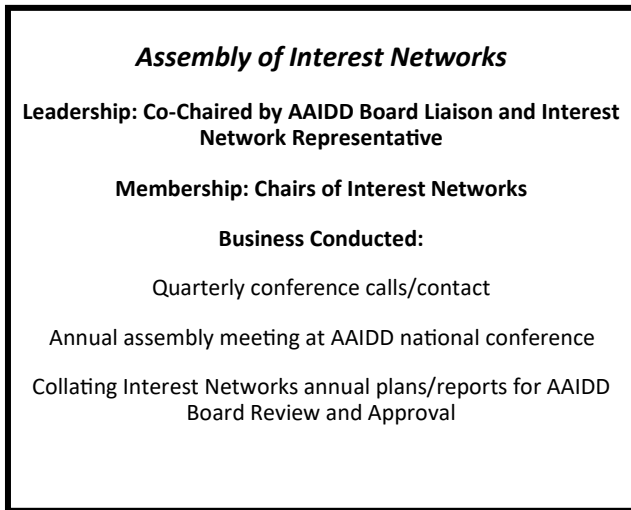 Assembly of Interest Networks
Leadership: Co-Chaired by AAIDD Board Liaison and Interest
Network Representative
Membership: Chairs of Interest Networks
Business Conducted:
Quarterly conference calls/contact
Annual assembly meeting at AAIDD national conference
Collating Interest Networks annual plans/reports for AAIDD
Board Review and Approval